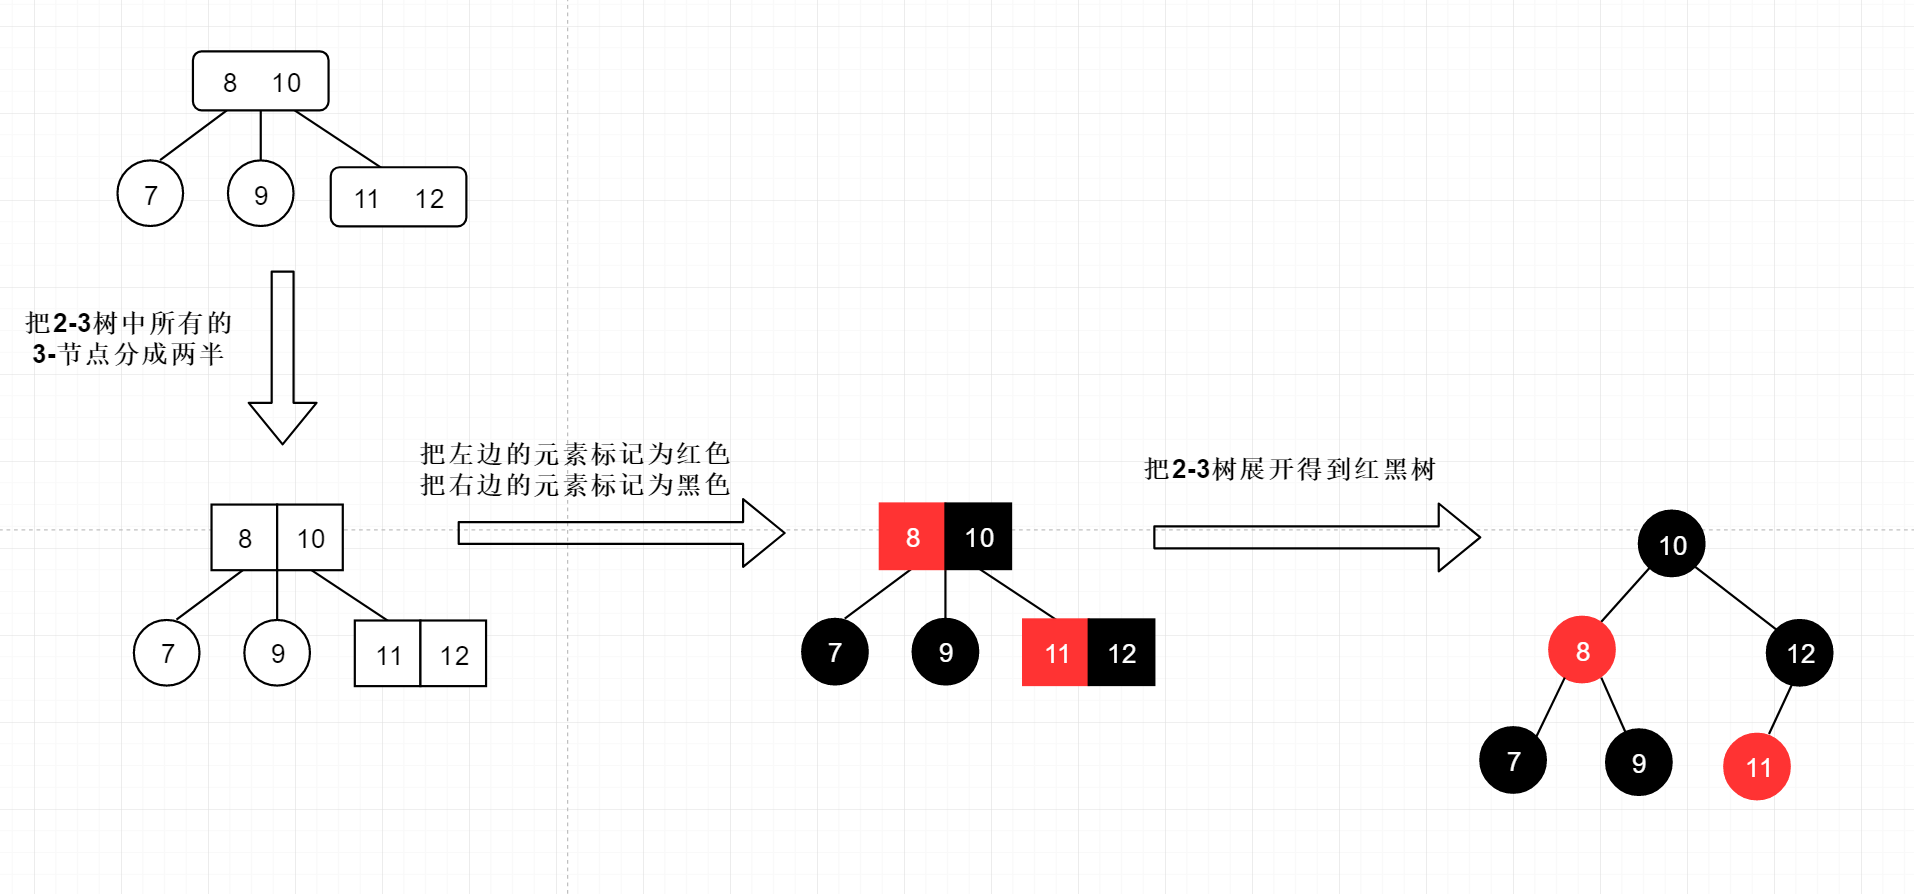 8 10
7 9 11 12
把2-3树中所有的
3-节点分成两半
把左边的元素标记为红色
把右边的元素标记为黑色
把2-3树展开得到红黑树
8 10
7 9 11 12
8 10
7 9 11 12
10
8 12
7 9 11